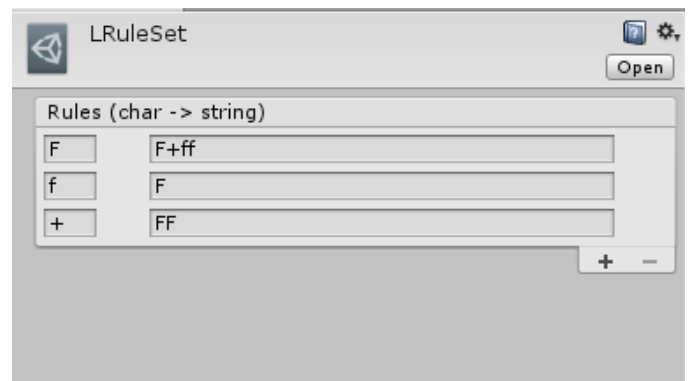 LRuleSet
Open
Rules (char -> string)
F F+ff
f F
+ FF
+ -